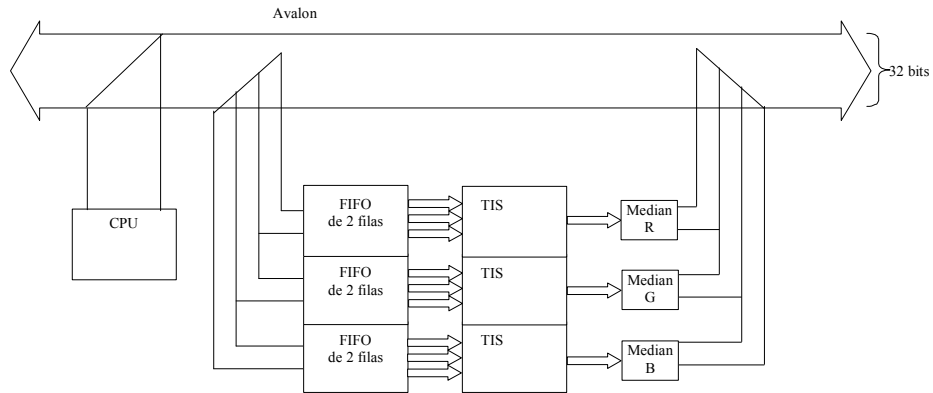 Avalon
32 bits
CPU
FIFO
de 2 filas
TIS
Median
R
FIFO
de 2 filas
TIS
Median
G
FIFO
de 2 filas
TIS
Median
B